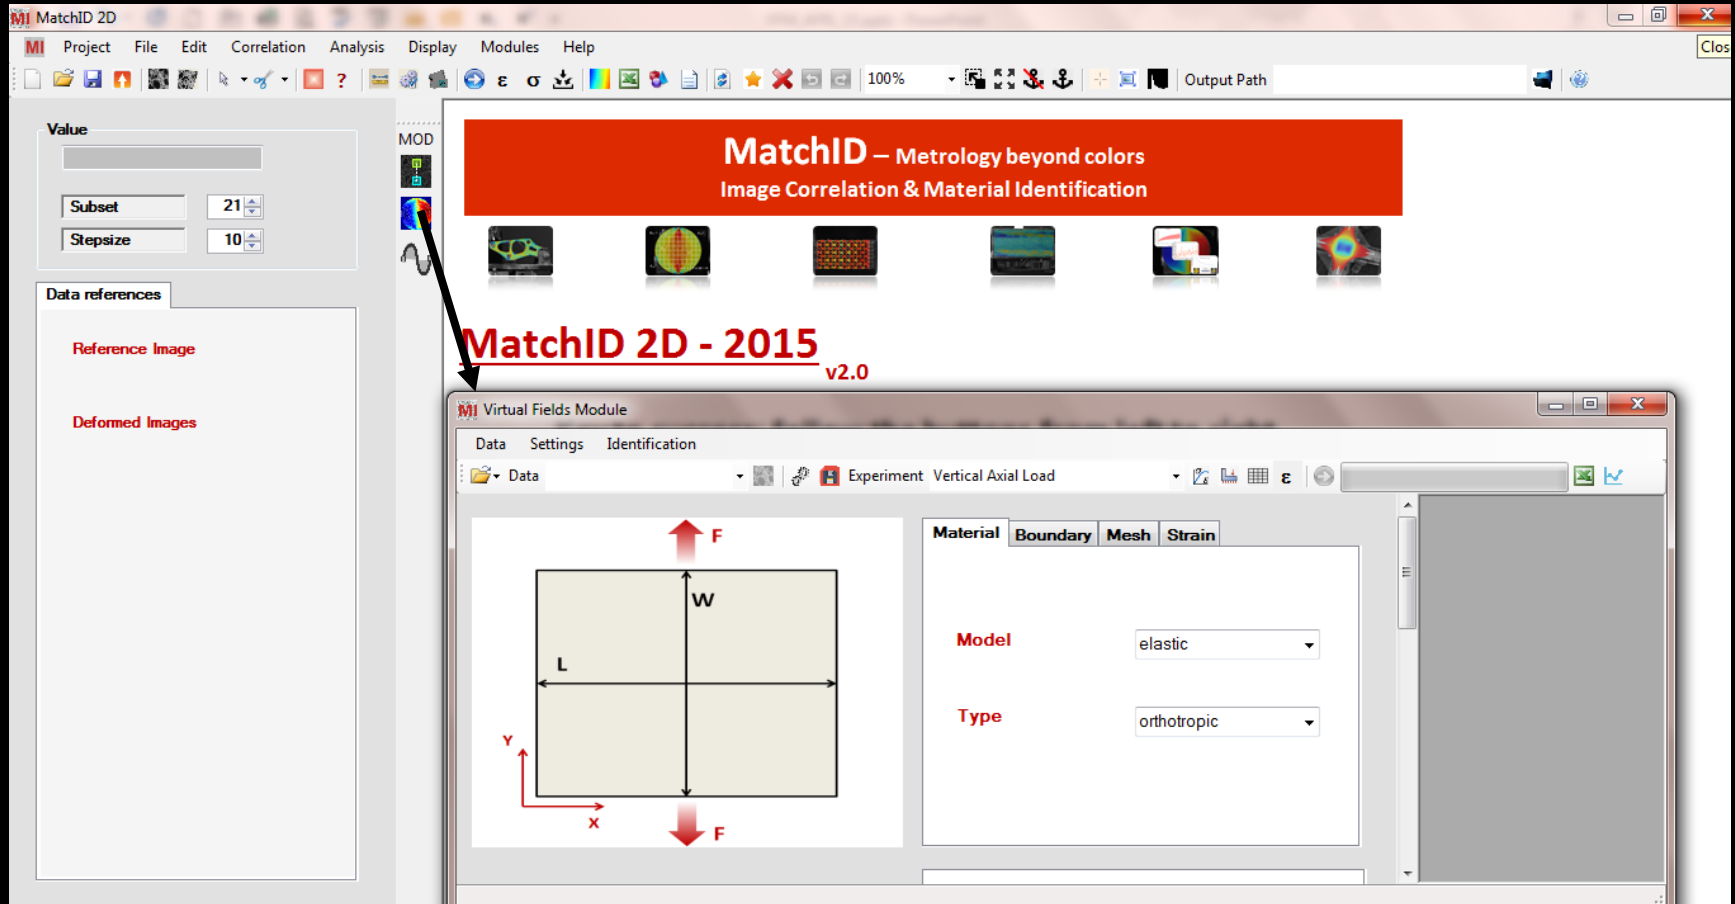 MI MatchID 2D
MI Project File Edit Correlation Analysis Display Modules Help
Clos
? ε σ 100% Output Path
Value
Subset 21
Stepsize 10
Data references
Reference Image
Deformed Images
MOD
MatchID – Metrology beyond colors
Image Correlation & Material Identification
MatchID 2D - 2015
v2.0
MI Virtual Fields Module
Data Settings Identification
Data Experiment Vertical Axial Load ε
F
W
L
Y
X
F
Material Boundary Mesh Strain
Model elastic
Type orthotropic